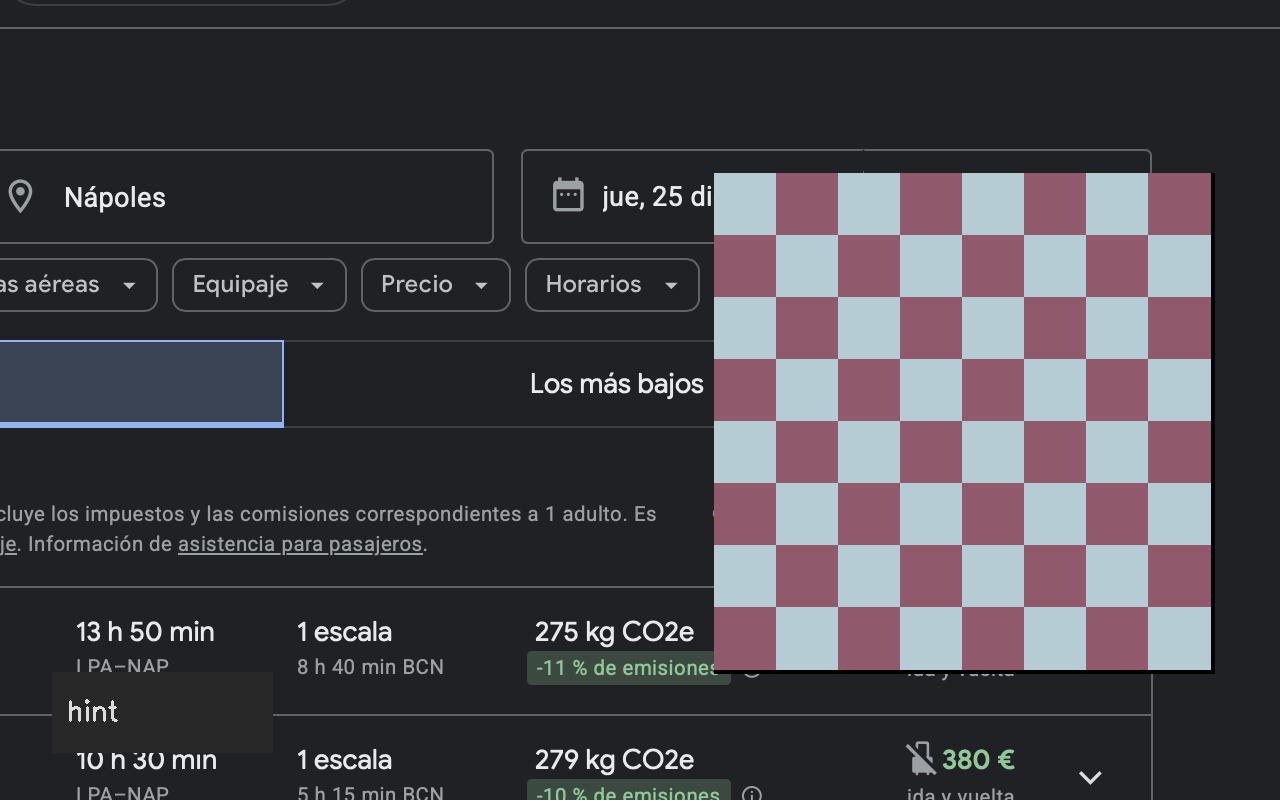 Nápoles
jue, 25 di
as aéreas
Equipaje
Precio
Horarios
Los más bajos
cluye los impuestos y las comisiones correspondientes a 1 adulto. Es
je. Información de asistencia para pasajeros.
13 h 50 min
1 escala
275 kg CO2e
LPA–NAP
8 h 40 min BCN
-11 % de emisiones
ida y vuelta
hint
10 h 30 min
1 escala
279 kg CO2e
380 €
LPA–NAP
5 h 15 min BCN
-10 % de emisiones
ida y vuelta